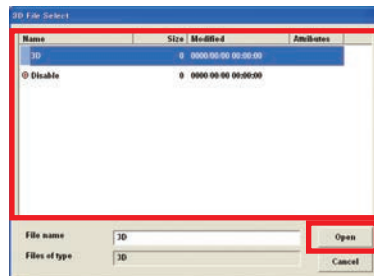 3D File Select
Name Size Modified Attributes
3D 0 0000/00/00 00:00:00
Disable 0 0000/00/00 00:00:00
File name 3D Open
Files of type 3D Cancel